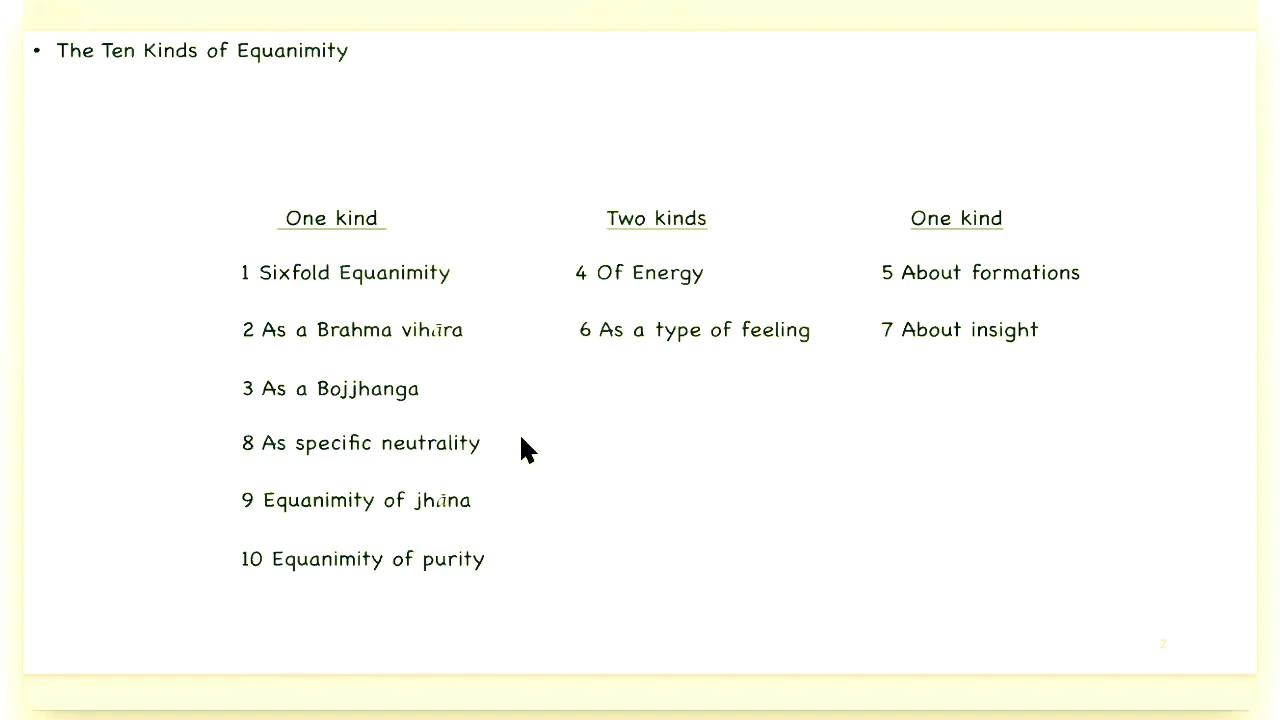 • The Ten Kinds of Equanimity
One kind
Two kinds
One kind
1 Sixfold Equanimity
4 Of Energy
5 About formations
2 As a Brahma vihāra
6 As a type of feeling
7 About insight
3 As a Bojjhanga
8 As specific neutrality
9 Equanimity of jhāna
10 Equanimity of purity
2